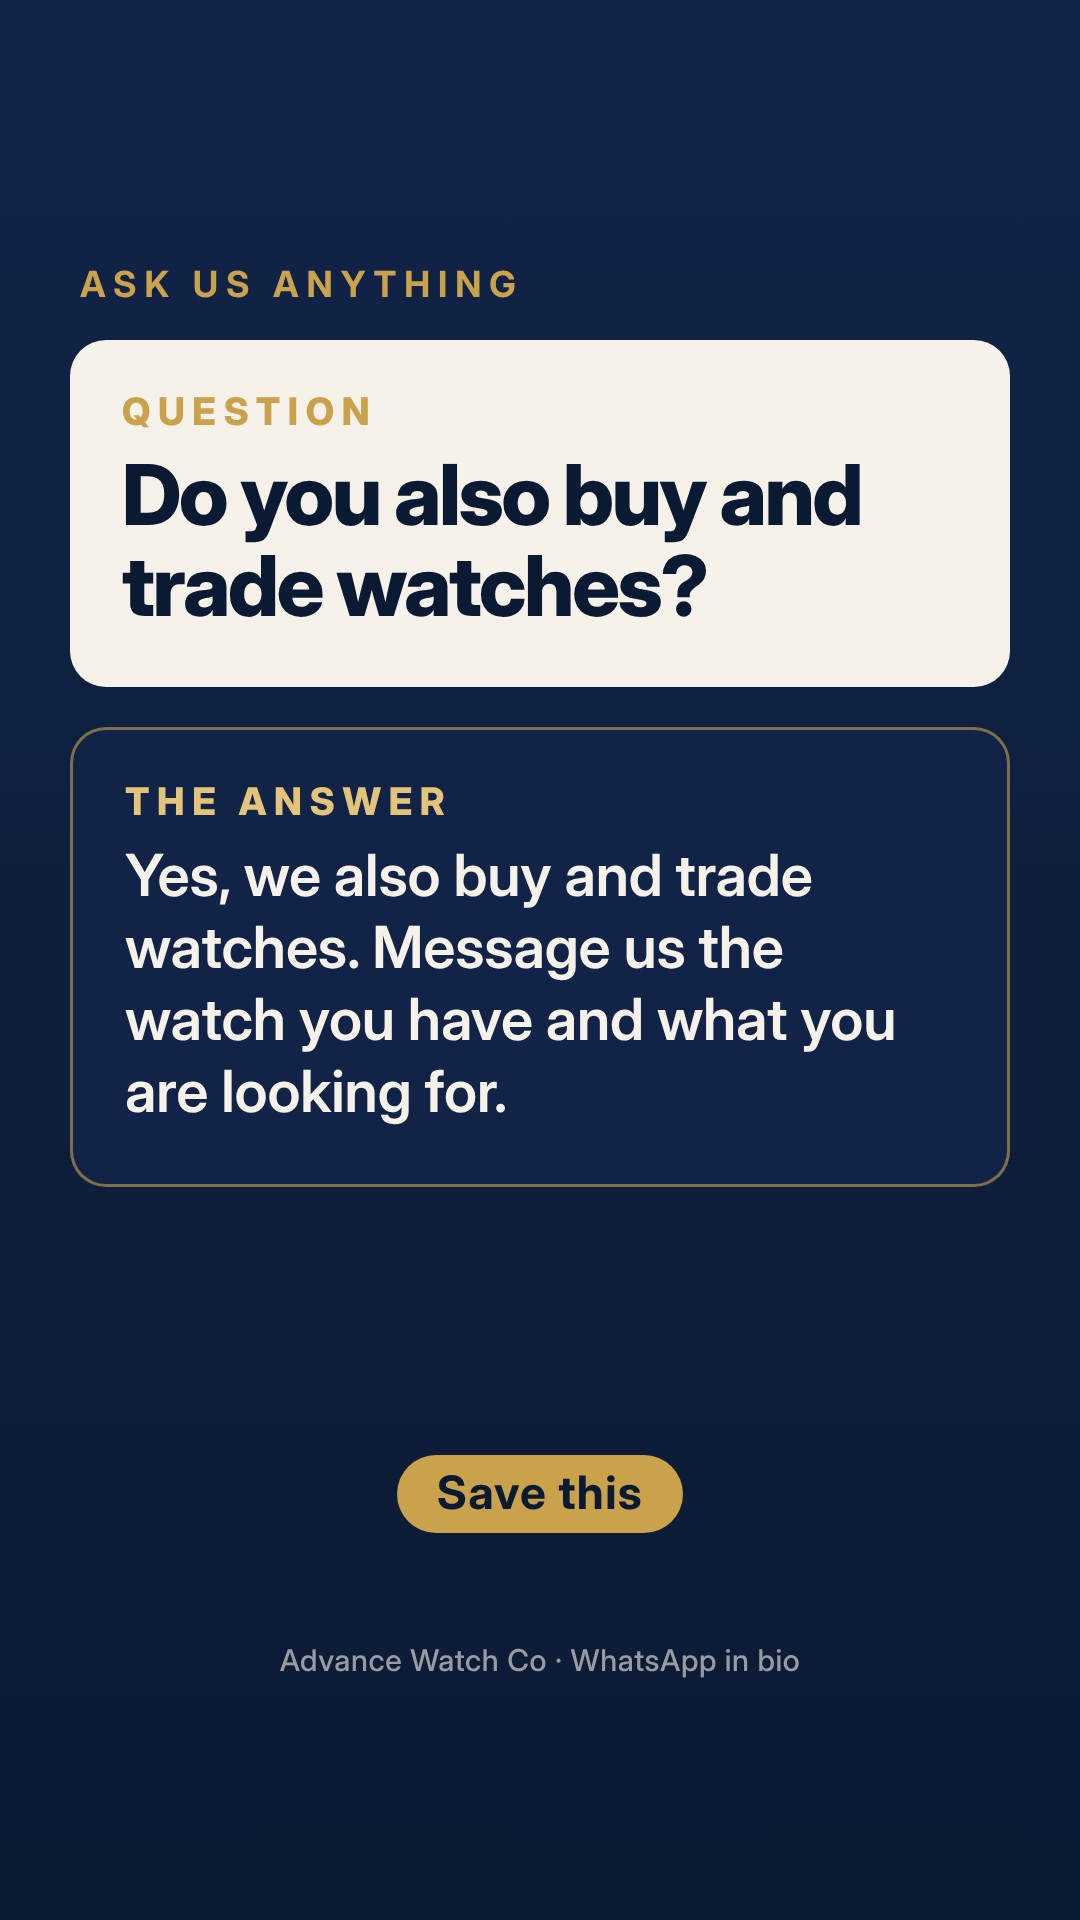 ASK US ANYTHING
QUESTION
Do you also buy and
trade watches?
THE ANSWER
Yes, we also buy and trade
watches. Message us the
watch you have and what you
are looking for.
Save this
Advance Watch Co · WhatsApp in bio